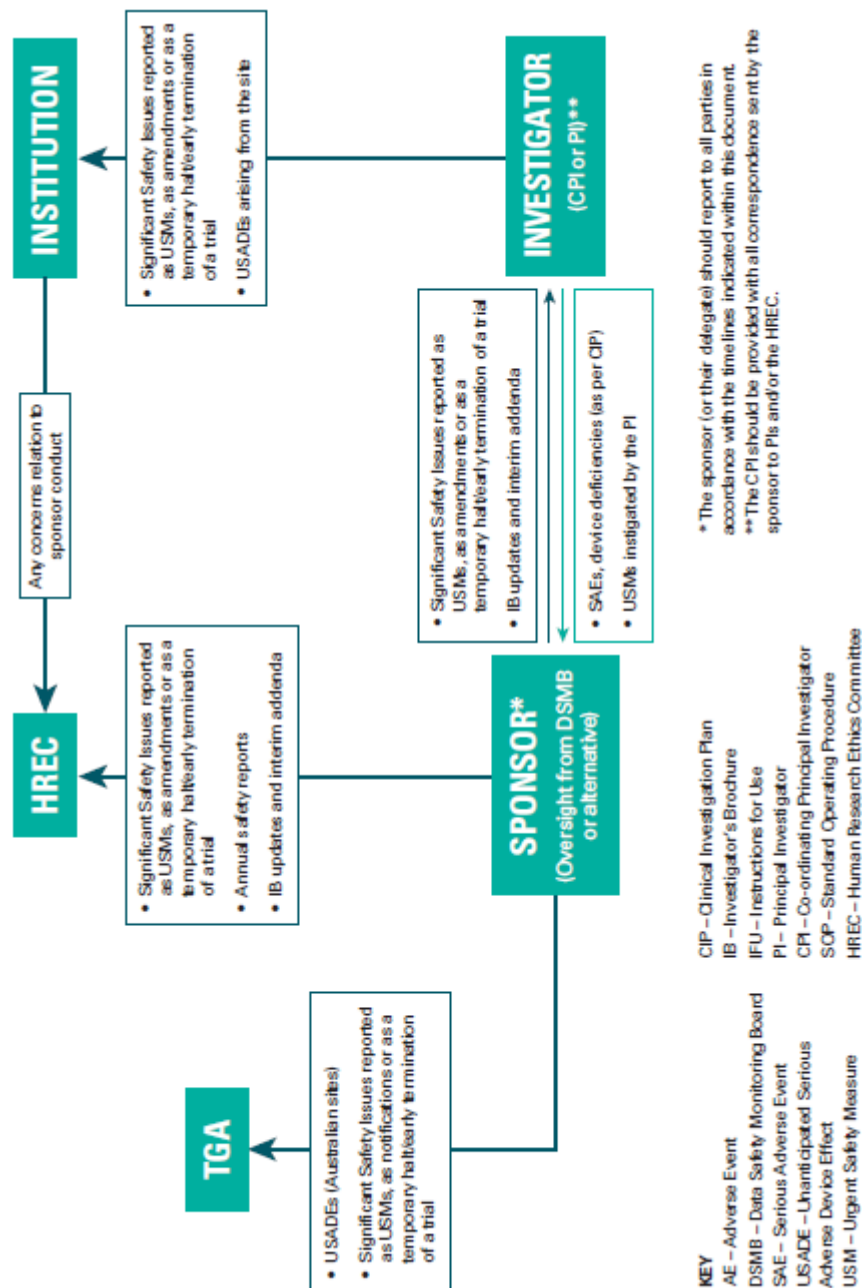 TGA
• USADEs (Australian sites)
• Significant Safety Issues reported
as USMs, as notifications or as a
temporary halt/early termination
of a trial
HREC
• Significant Safety Issues reported
as USMs, as amendments or as a
temporary halt/early termination
of a trial
• Annual safety reports
• IB updates and interim addenda
Any concerns relation to
sponsor conduct
INSTITUTION
• Significant Safety Issues reported
as USMs, as amendments or as a
temporary halt/early termination
of a trial
• USADEs arising from the site
SPONSOR*
(Oversight from DSMB
or alternative)
• Significant Safety Issues reported as
USMs, as amendments or as a
temporary halt/early termination of a trial
• IB updates and interim addenda
• SAEs, device deficiencies (as per CIP)
• USMs instigated by the PI
INVESTIGATOR
(CPI or PI)**
KEY
AE – Adverse Event
DSMB – Data Safety Monitoring Board
SAE – Serious Adverse Event
USADE – Unanticipated Serious
Adverse Device Effect
USM – Urgent Safety Measure
CIP – Clinical Investigation Plan
IB – Investigator's Brochure
IFU – Instructions for Use
PI – Principal Investigator
CPI – Co-ordinating Principal Investigator
SOP – Standard Operating Procedure
HREC – Human Research Ethics Committee
* The sponsor (or their delegate) should report to all parties in
accordance with the timelines indicated within this document.
** The CPI should be provided with all correspondence sent by the
sponsor to PIs and/or the HREC.